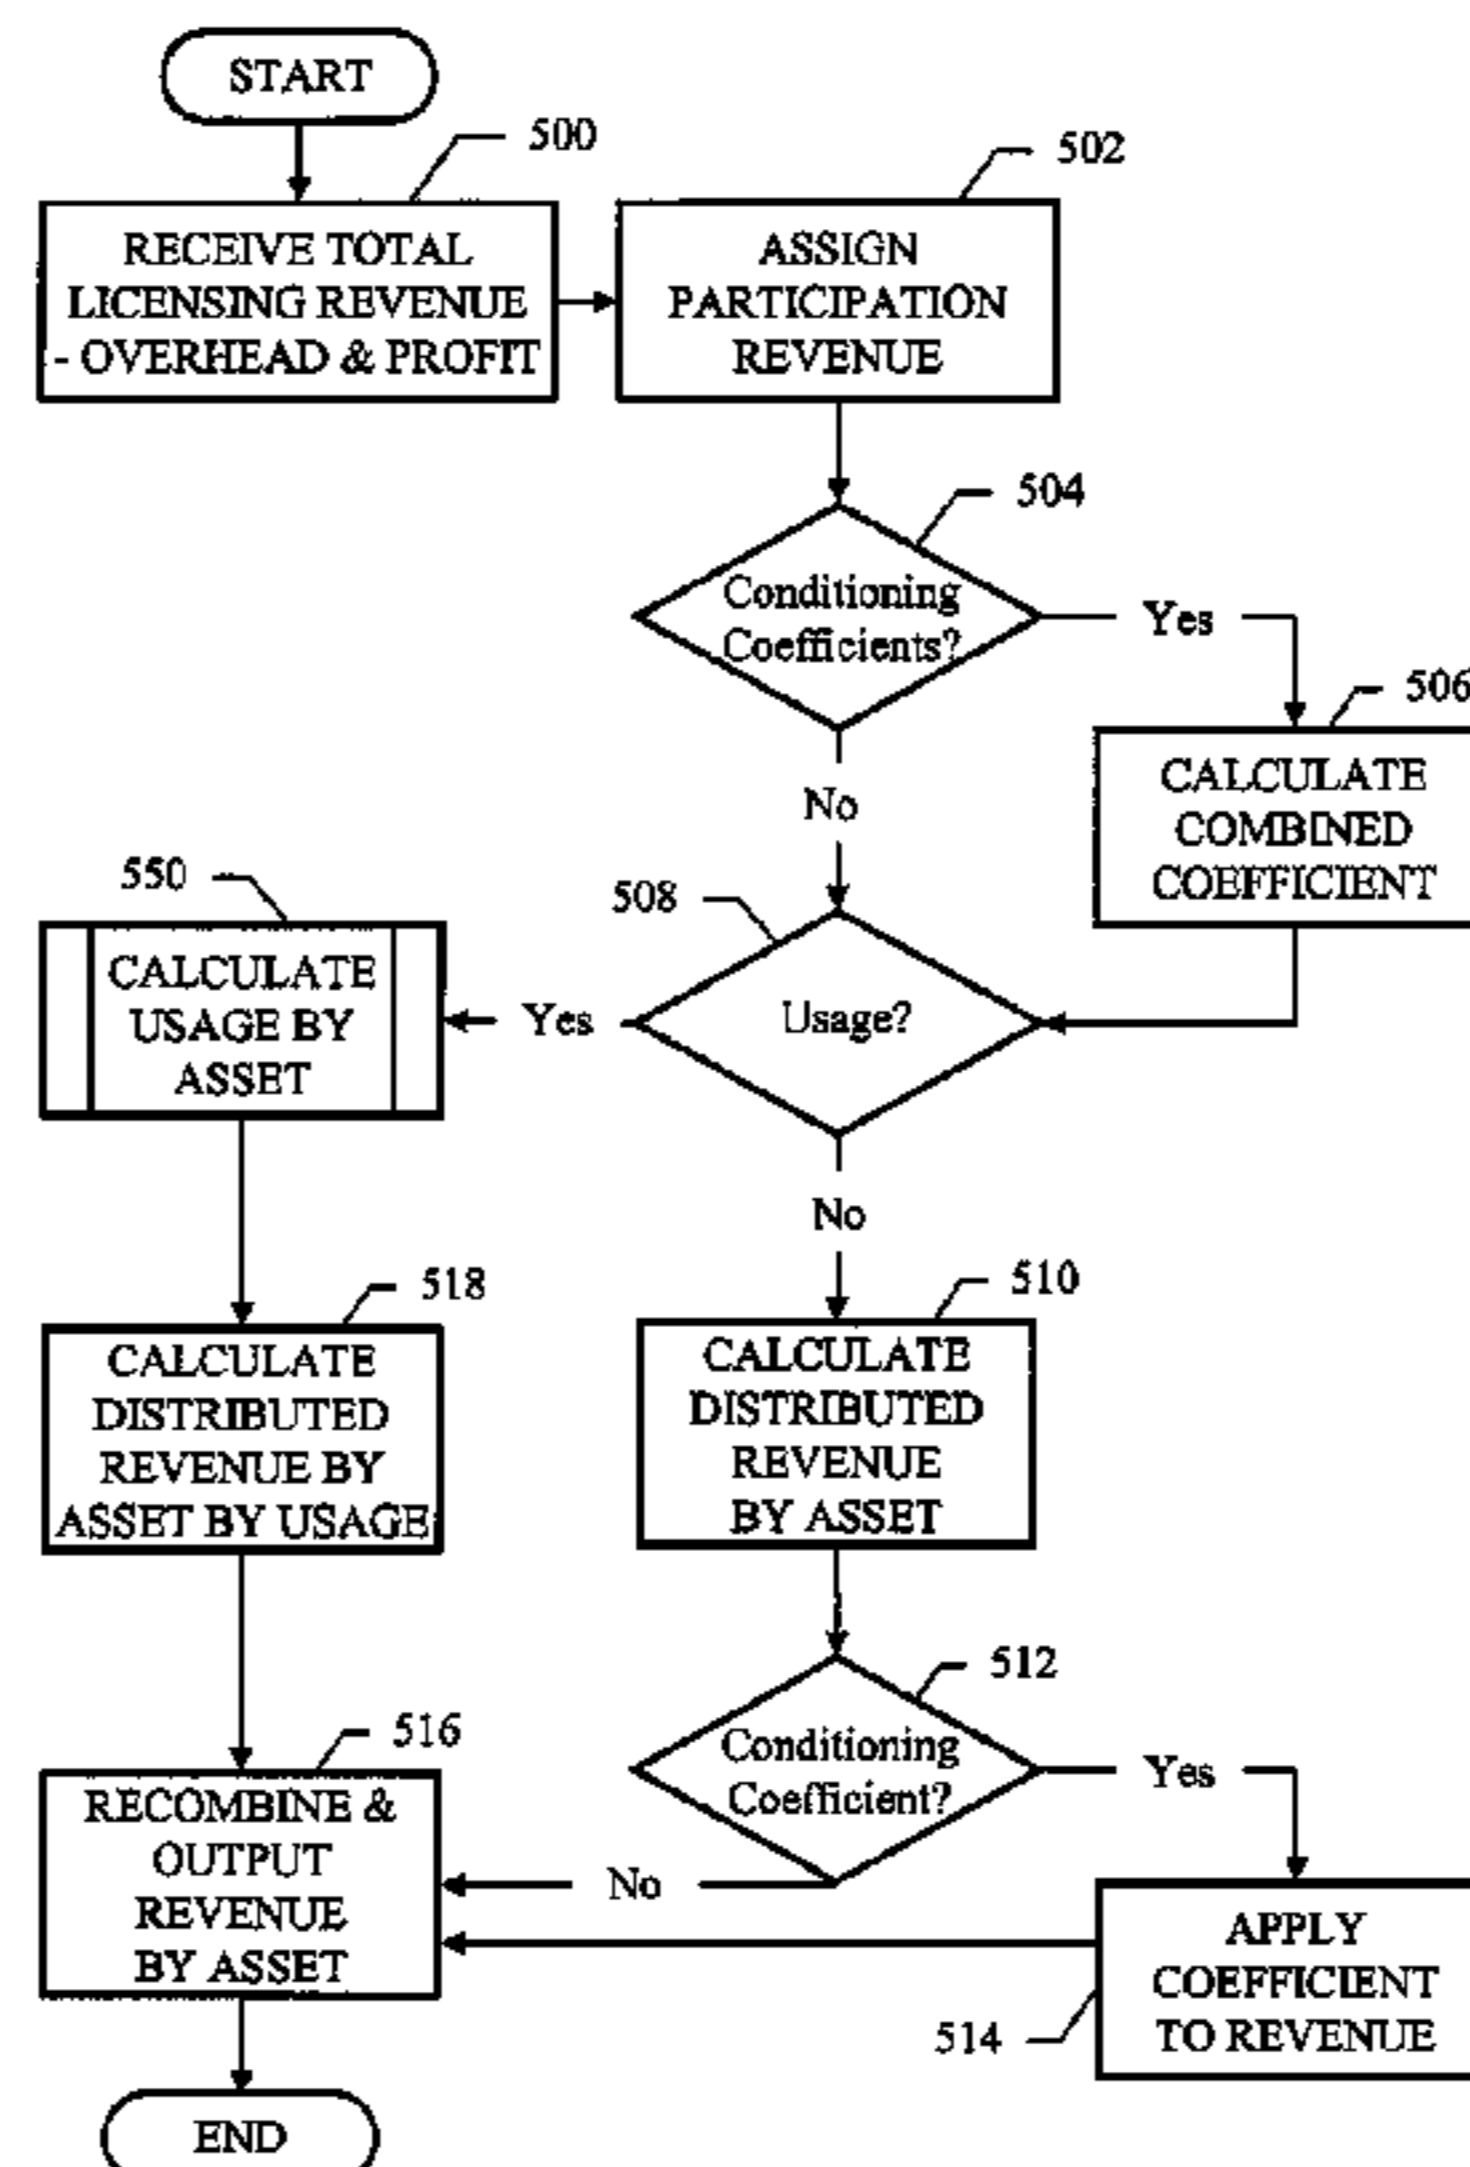 START
500
RECEIVE TOTAL
LICENSING REVENUE
- OVERHEAD & PROFIT
502
ASSIGN
PARTICIPATION
REVENUE
504
Conditioning
Coefficients?
Yes
506
CALCULATE
COMBINED
COEFFICIENT
No
508
Usage?
Yes
550
CALCULATE
USAGE BY
ASSET
No
518
CALCULATE
DISTRIBUTED
REVENUE BY
ASSET BY USAGE
510
CALCULATE
DISTRIBUTED
REVENUE
BY ASSET
512
Conditioning
Coefficient?
Yes
No
516
RECOMBINE &
OUTPUT
REVENUE
BY ASSET
514
APPLY
COEFFICIENT
TO REVENUE
END